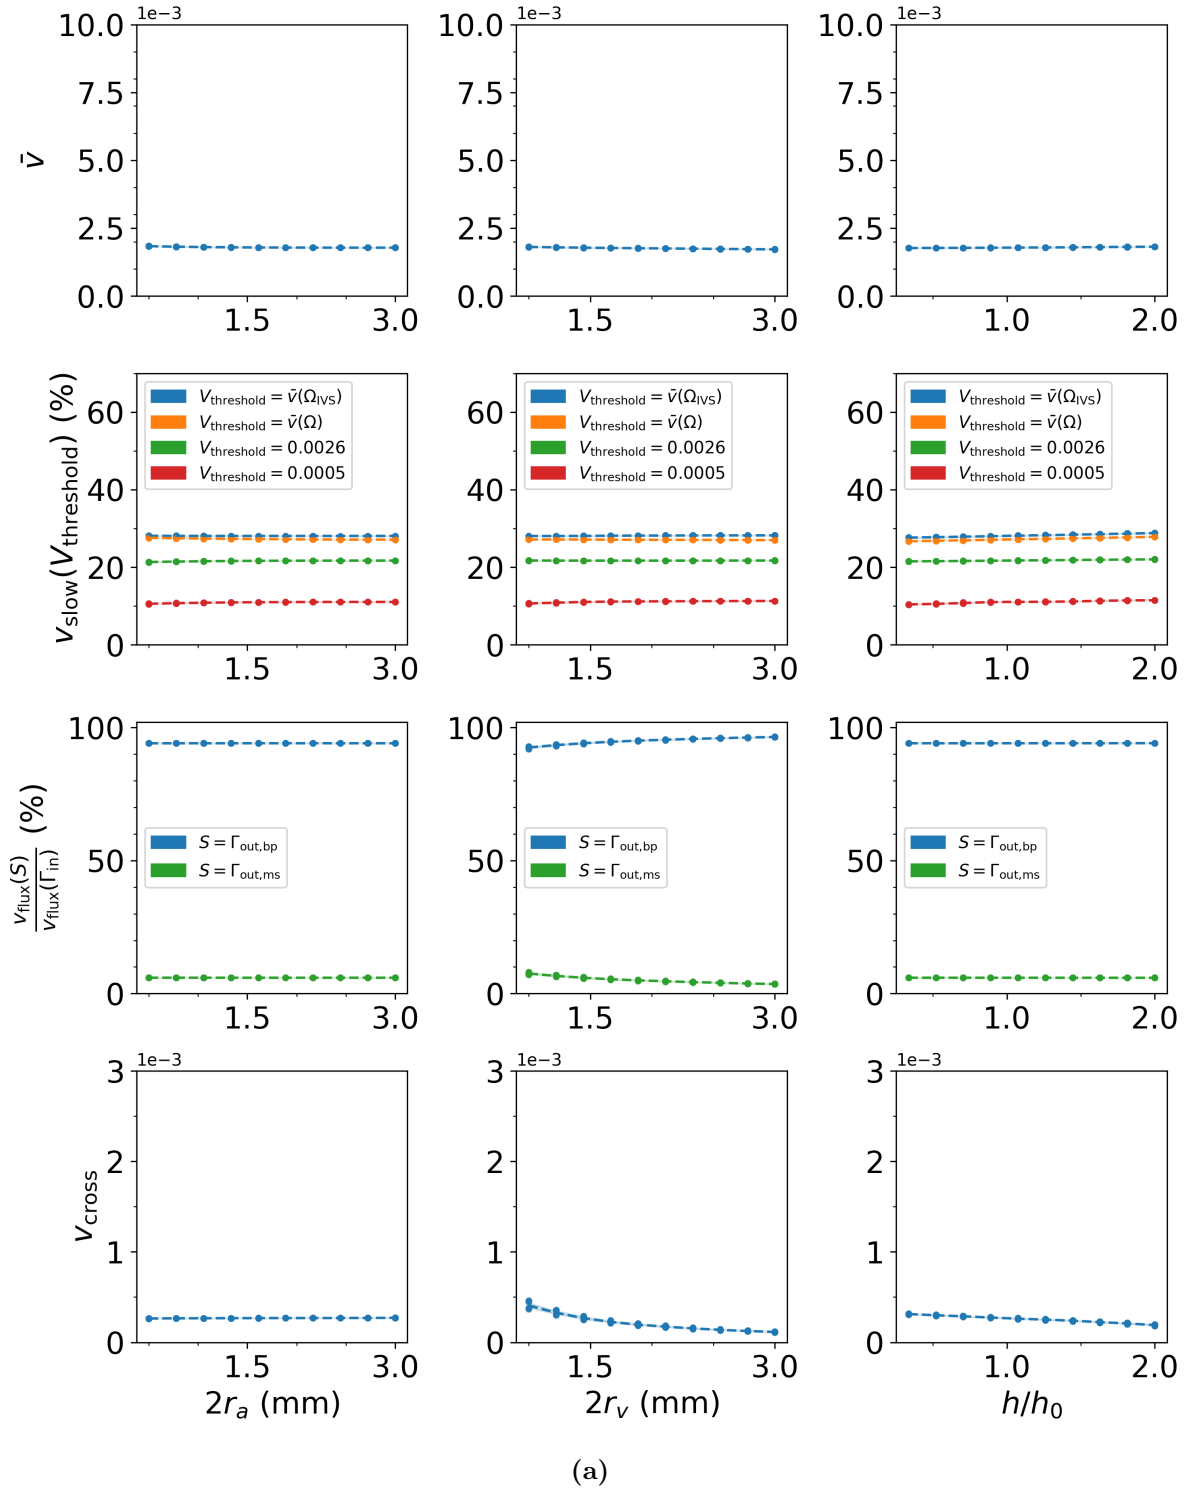 1e−3 1e−3 1e−3
10.0 10.0 10.0
7.5 7.5 7.5
v̄ 5.0 5.0 5.0
2.5 2.5 2.5
0.0 0.0 0.0
1.5 3.0 1.5 3.0 1.0 2.0
v_slow(V_threshold) (%)
60 60 60
40 40 40
20 20 20
0 0 0
V_threshold = v̄(Ω_IVS) V_threshold = v̄(Ω_IVS) V_threshold = v̄(Ω_IVS)
V_threshold = v̄(Ω) V_threshold = v̄(Ω) V_threshold = v̄(Ω)
V_threshold = 0.0026 V_threshold = 0.0026 V_threshold = 0.0026
V_threshold = 0.0005 V_threshold = 0.0005 V_threshold = 0.0005
1.5 3.0 1.5 3.0 1.0 2.0
v_flux(S) / v_flux(Γ_in) (%)
100 100 100
50 50 50
0 0 0
S = Γ_out,bp S = Γ_out,bp S = Γ_out,bp
S = Γ_out,ms S = Γ_out,ms S = Γ_out,ms
1.5 3.0 1.5 3.0 1.0 2.0
1e−3 1e−3 1e−3
3 3 3
2 2 2
v_cross
1 1 1
0 0 0
1.5 3.0 1.5 3.0 1.0 2.0
2r_a (mm) 2r_v (mm) h/h_0
(a)